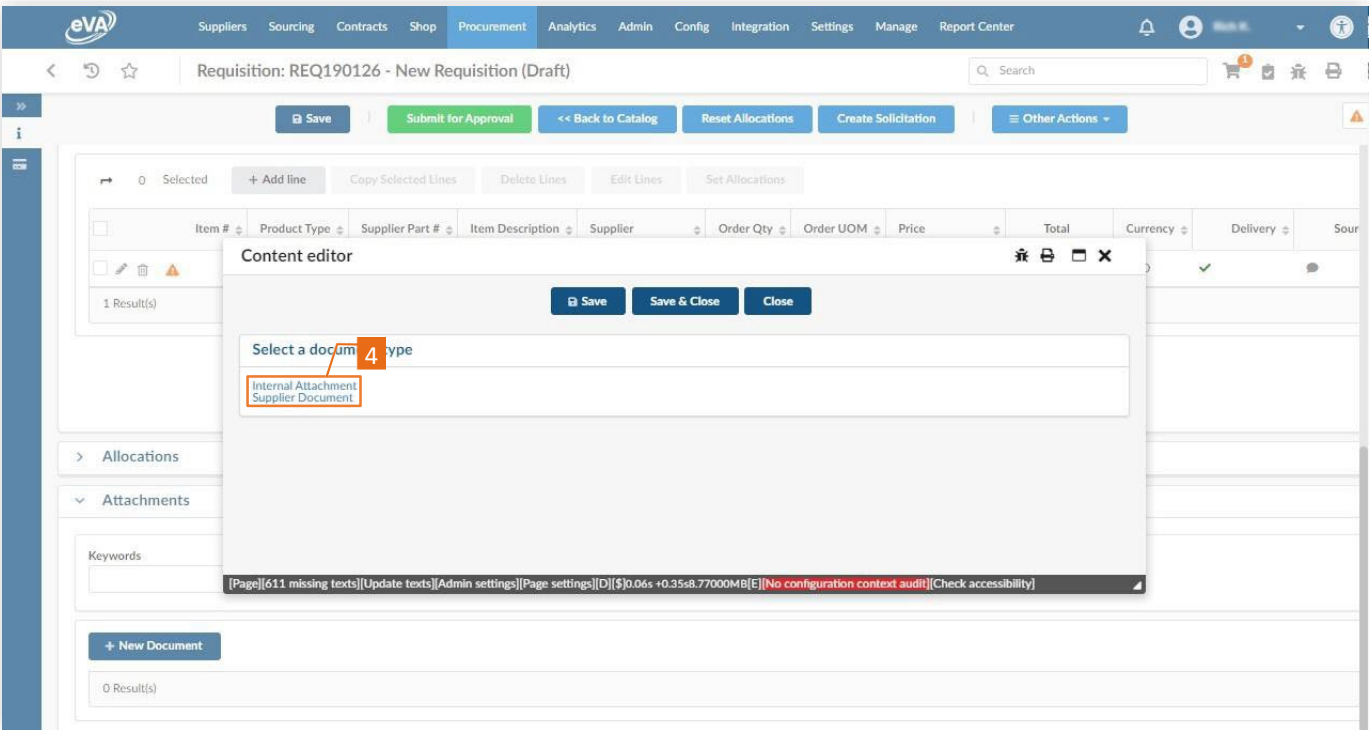 eVA
Suppliers Sourcing Contracts Shop Procurement Analytics Admin Config Integration Settings Manage Report Center
Requisition: REQ190126 - New Requisition (Draft)
Search
1
Save Submit for Approval << Back to Catalog Reset Allocations Create Solicitation Other Actions
0 Selected + Add line Copy Selected Lines Delete Lines Edit Lines Set Allocations
Item # Product Type Supplier Part # Item Description Supplier Order Qty Order UOM Price Total Currency Delivery Sour
Content editor
1 Result(s)
Save Save & Close Close
Select a document type
4
Internal Attachment
Supplier Document
Allocations
Attachments
Keywords
[Page][611 missing texts][Update texts][Admin settings][Page settings][D][$]0.06s +0.35s8.77000MB[E][No configuration context audit][Check accessibility]
+ New Document
0 Result(s)